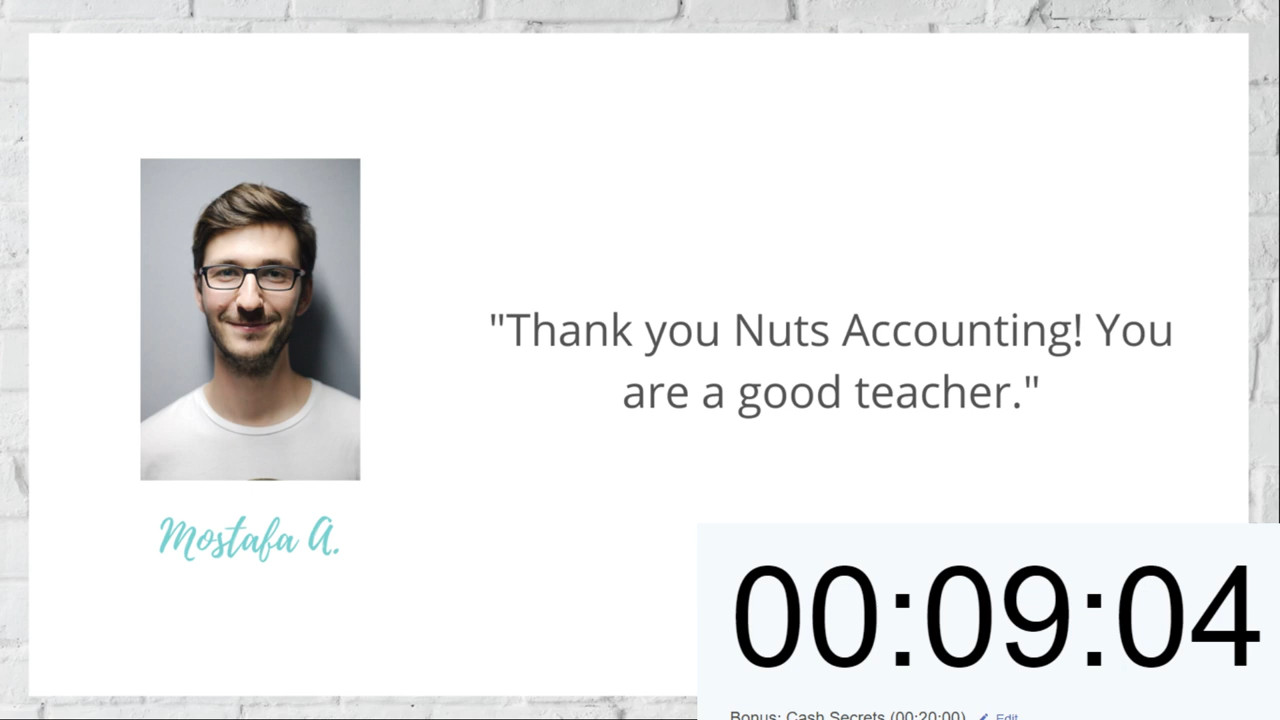 "Thank you Nuts Accounting! You
are a good teacher."
Mostafa A.
00:09:04
Bonus: Cash Secrets (00:20:00) Edit